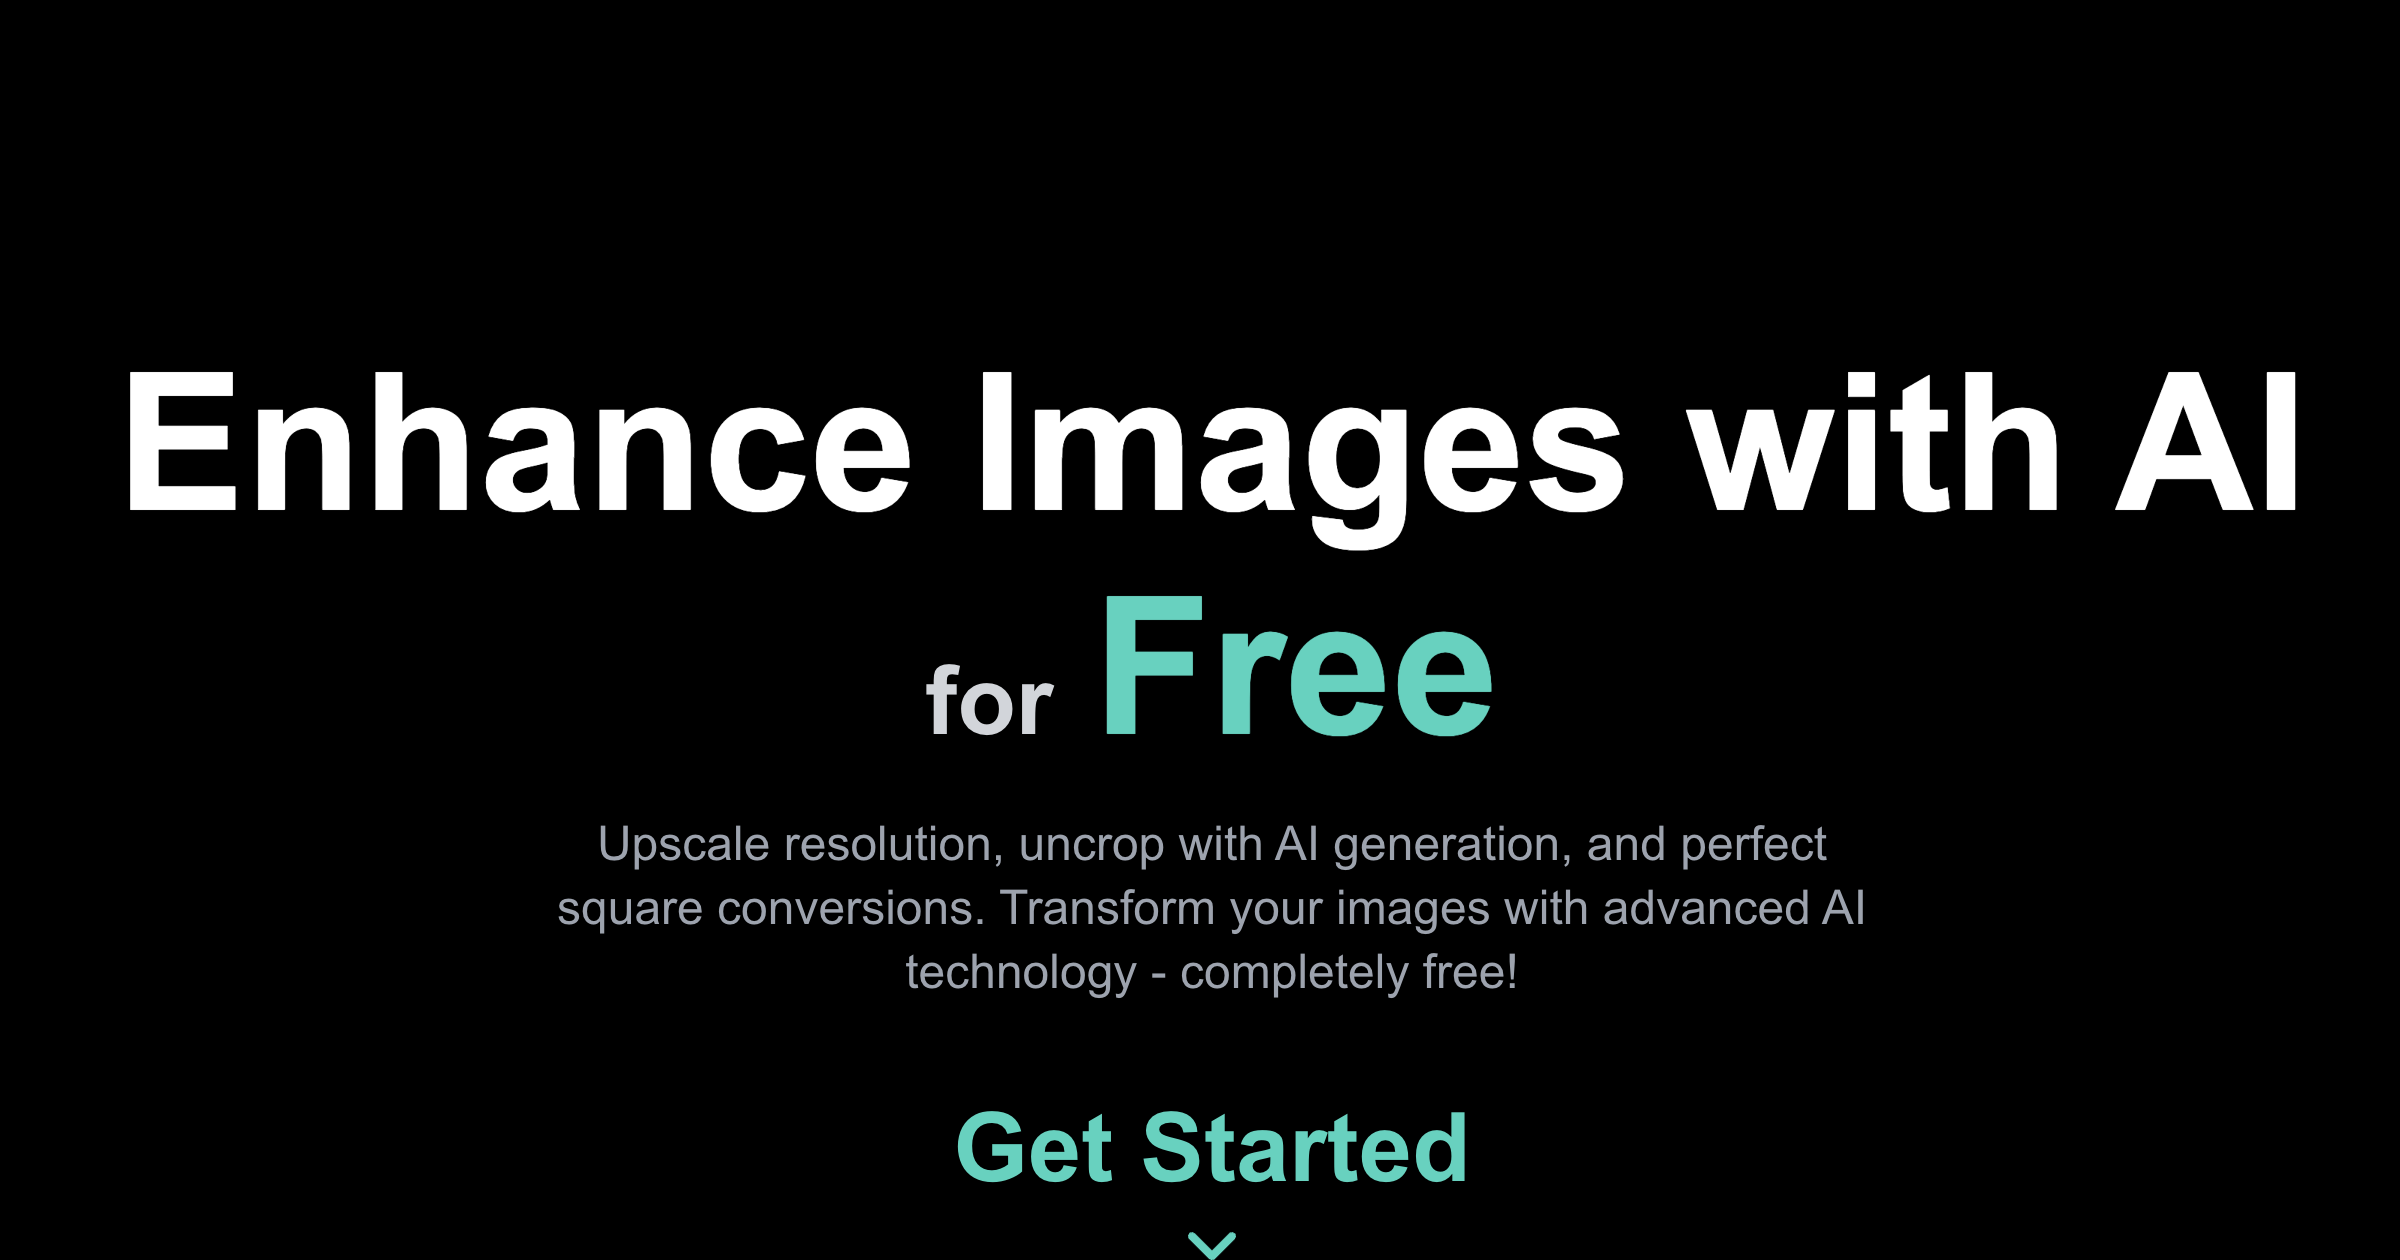 Enhance Images with AI
for Free
Upscale resolution, uncrop with AI generation, and perfect
square conversions. Transform your images with advanced AI
technology - completely free!
Get Started